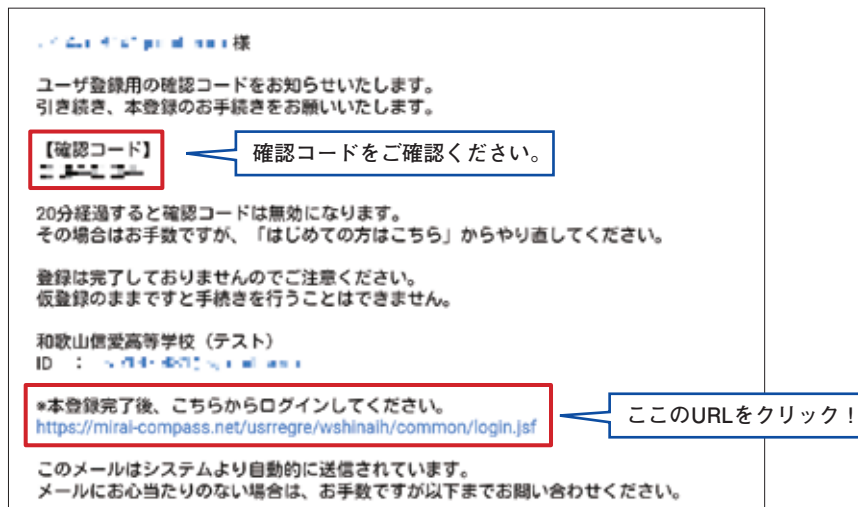 様
ユーザ登録用の確認コードをお知らせいたします。
引き続き、本登録のお手続きをお願いいたします。
【確認コード】
確認コードをご確認ください。
20分経過すると確認コードは無効になります。
その場合はお手数ですが、「はじめての方はこちら」からやり直してください。
登録は完了しておりませんのでご注意ください。
仮登録のままですと手続きを行うことはできません。
和歌山信愛高等学校（テスト）
ID ：
*本登録完了後、こちらからログインしてください。
https://mirai-compass.net/usrregre/wshinaih/common/login.jsf
ここのURLをクリック！
このメールはシステムより自動的に送信されています。
メールにお心当たりのない場合は、お手数ですが以下までお問い合わせください。